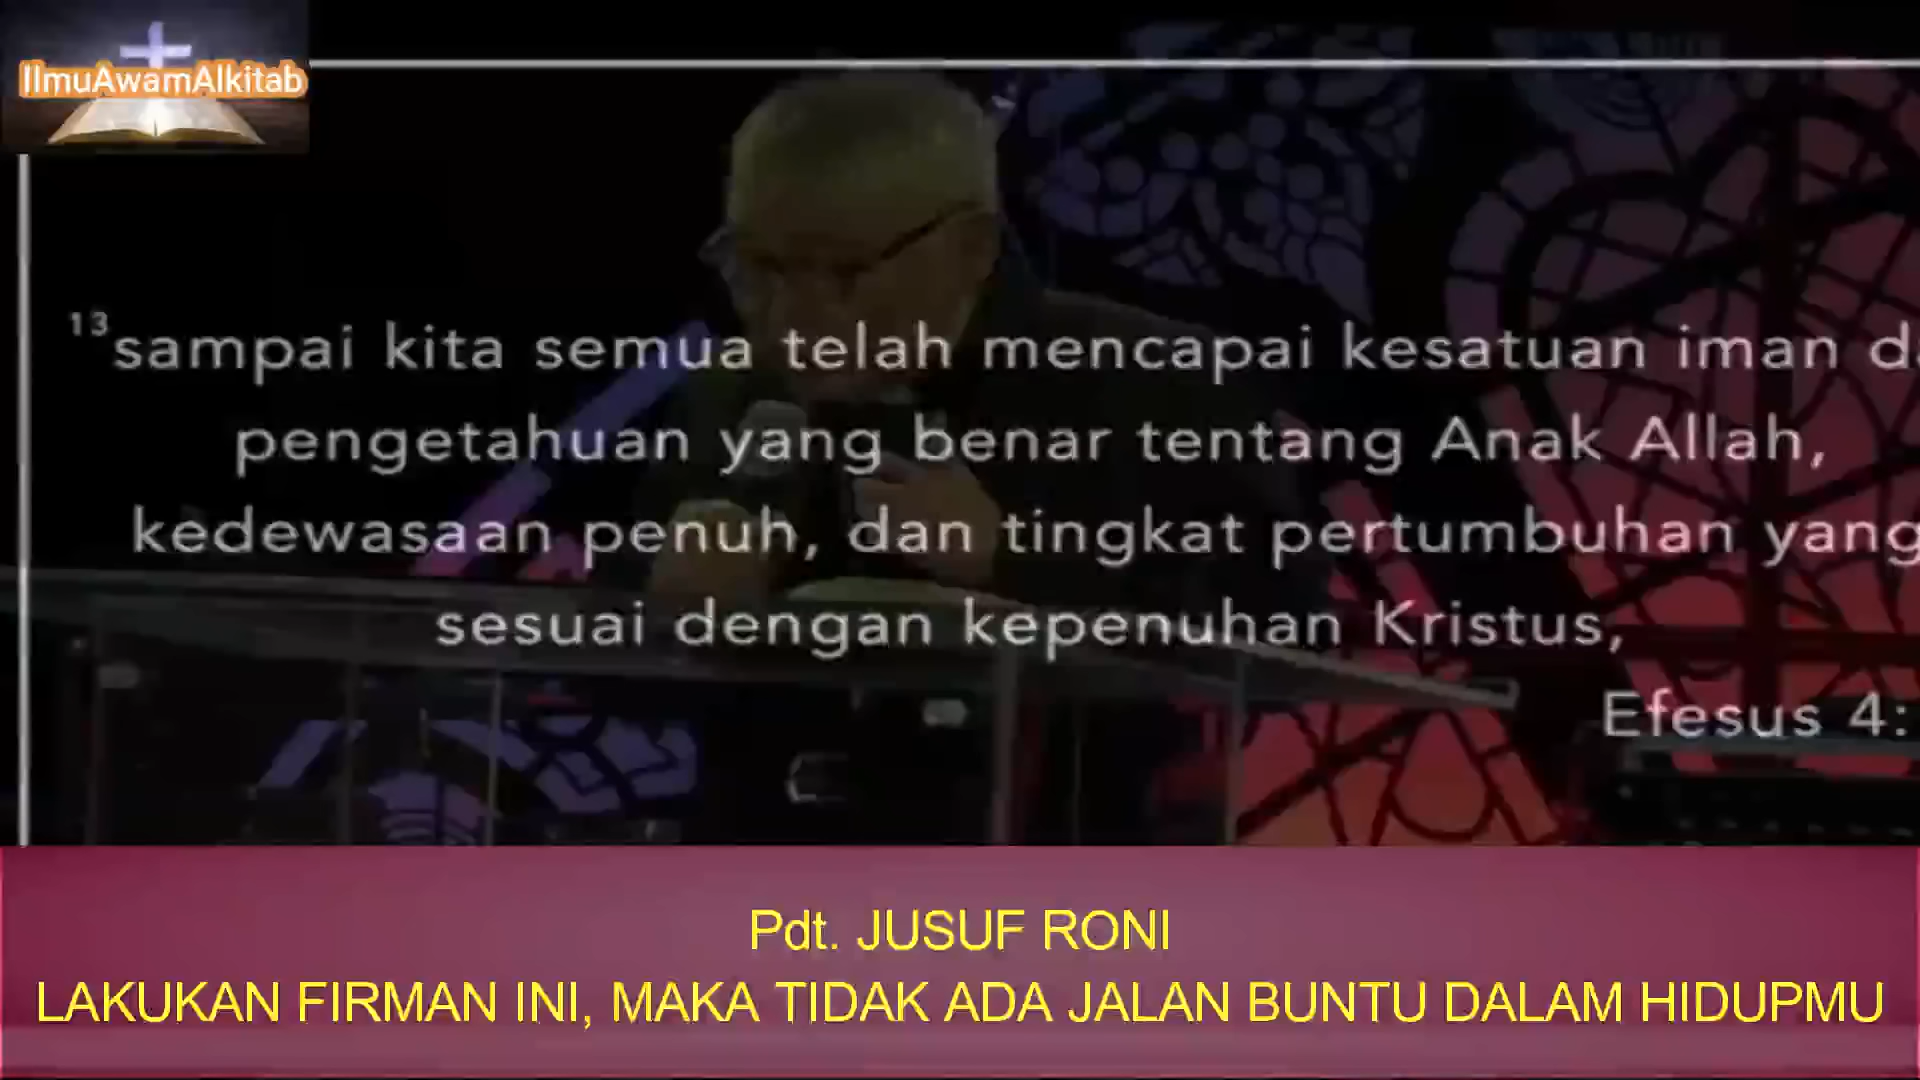 IlmuAwamAlkitab
13 sampai kita semua telah mencapai kesatuan iman
pengetahuan yang benar tentang Anak Allah,
kedewasaan penuh, dan tingkat pertumbuhan yang
sesuai dengan kepenuhan Kristus,
Efesus 4:
Pdt. JUSUF RONI
LAKUKAN FIRMAN INI, MAKA TIDAK ADA JALAN BUNTU DALAM HIDUPMU